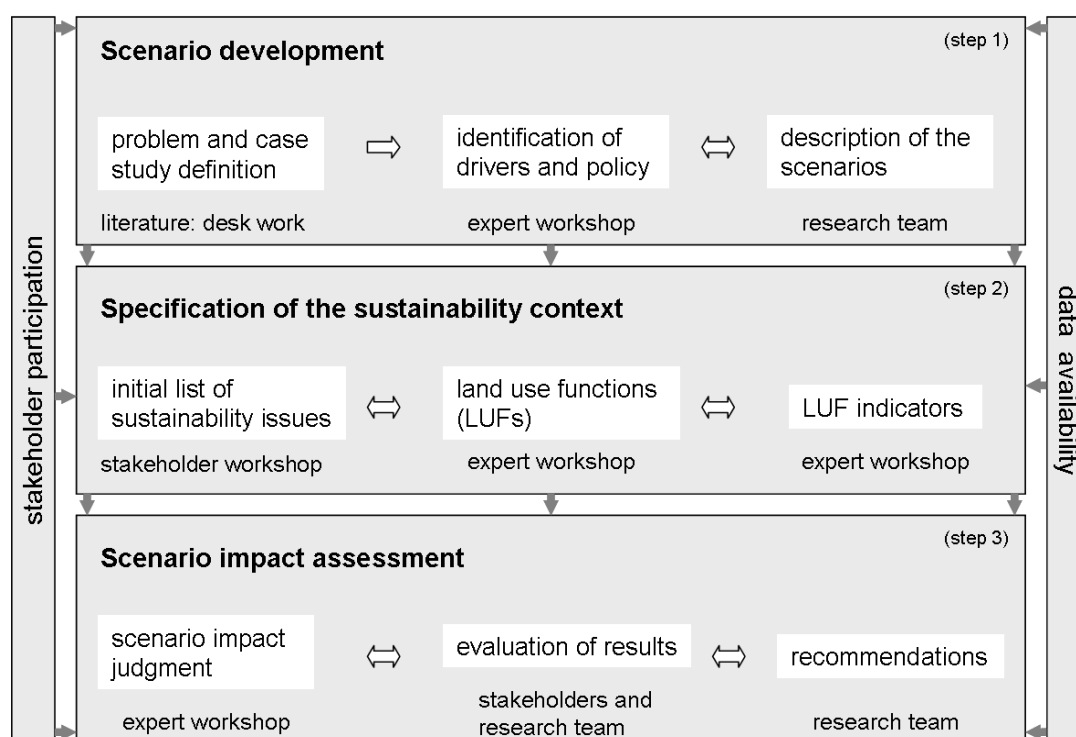 stakeholder participation
data availability
Scenario development
(step 1)
problem and case
study definition
identification of
drivers and policy
description of the
scenarios
literature: desk work
expert workshop
research team
Specification of the sustainability context
(step 2)
initial list of
sustainability issues
land use functions
(LUFs)
LUF indicators
stakeholder workshop
expert workshop
expert workshop
Scenario impact assessment
(step 3)
scenario impact
judgment
evaluation of results
recommendations
expert workshop
stakeholders and
research team
research team